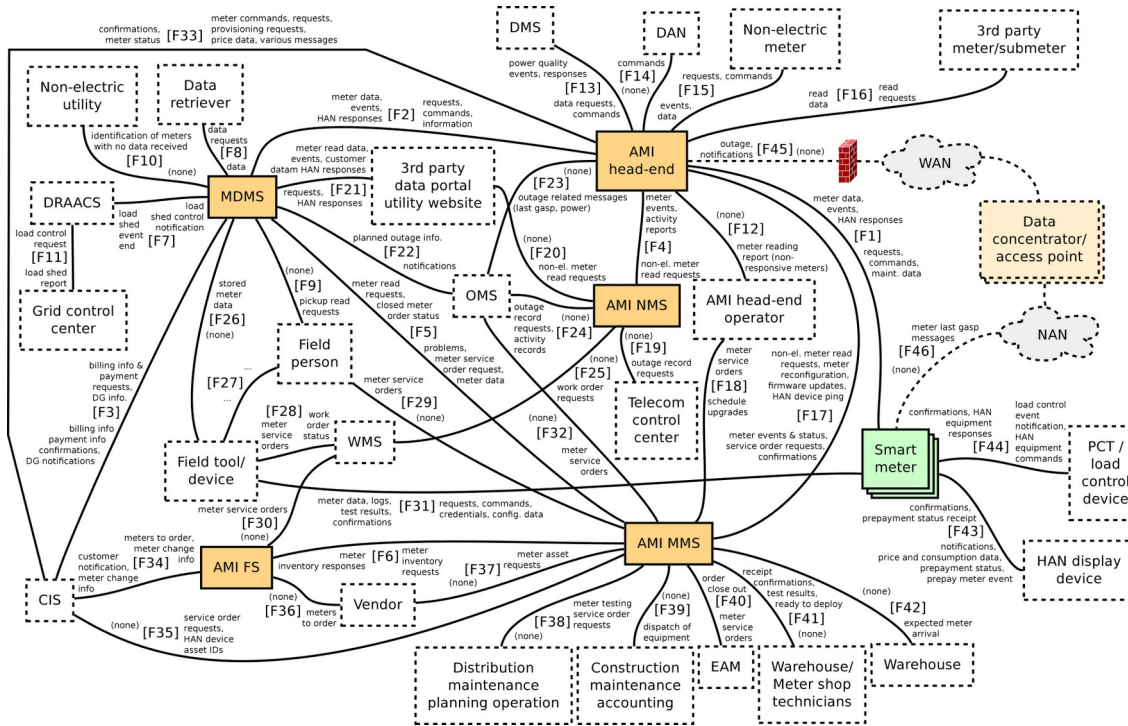 confirmations,
meter status
[F33]
meter commands, requests,
provisioning requests,
price data, various messages
DMS
DAN
Non-electric
meter
3rd party
meter/submeter
Non-electric
utility
Data
retriever
power quality
events, responses
[F13]
data requests,
commands
commands
[F14]
(none)
requests, commands
[F15]
events,
data
read
data
[F16]
read
requests
meter data,
events,
HAN responses
[F2]
requests,
commands,
information
identification of meters
with no data received
[F10]
(none)
data
requests
[F8]
data
meter read data,
events, customer
datam HAN responses
[F21]
requests,
HAN responses
3rd party
data portal
utility website
AMI
head-end
outage,
notifications
[F45]
(none)
WAN
DRAACS
MDMS
load
shed
event
end
[F7]
load
shed control
notification
load control
request
[F11]
load shed
report
Grid control
center
(none)
[F23]
outage related messages
(last gasp, power)
meter
events,
activity
reports
[F4]
non-el. meter
read requests
(none)
[F12]
meter reading
report (non-
responsive meters)
meter data,
events,
HAN responses
[F1]
requests,
commands,
maint. data
Data
concentrator/
access point
planned outage info.
[F22]
notifications
(none)
[F20]
non-el. meter
read requests
stored
meter
data
[F26]
(none)
(none)
[F9]
pickup read
requests
meter read
requests,
closed meter
order status
[F5]
problems,
meter service
order request,
meter data
OMS
AMI NMS
AMI head-end
operator
outage
record
requests,
activity
records
(none)
[F24]
(none)
[F19]
outage record
requests
(none)
[F25]
work order
requests
Telecom
control
center
NAN
meter last gasp
messages
[F46]
(none)
Field
person
...
[F27]
...
billing info &
payment
requests,
DG info.
[F3]
billing info
payment info
confirmations,
DG notifications
meter service
orders
[F29]
(none)
meter
service
orders
[F18]
schedule
upgrades
non-el. meter read
requests, meter
reconfiguration,
firmware updates,
HAN device ping
[F17]
meter events & status,
service order requests,
confirmations
[F28]
meter
service
orders
work
order
status
WMS
(none)
[F32]
meter
service orders
Field tool/
device
Smart
meter
confirmations, HAN
equipment
responses
[F44]
load control
event
notification,
HAN
equipment
commands
PCT /
load
control
device
meter service orders
[F30]
(none)
meter data, logs,
test results,
confirmations
[F31]
requests, commands,
credentials, config. data
confirmations,
prepayment status receipt
[F43]
notifications,
price and consumption data,
prepayment status,
prepay meter event
HAN display
device
meters to order,
meter change
info
[F34]
customer
notification,
meter change
info
CIS
AMI FS
meter
inventory responses
[F6]
meter
inventory
requests
AMI MMS
meter asset
requests
[F37]
(none)
(none)
[F36]
meters
to order
Vendor
(none)
[F35]
service order
requests,
HAN device
asset IDs
meter testing
service order
requests
[F38]
(none)
(none)
[F39]
dispatch of
equipment
order
close out
[F40]
meter
service
orders
receipt
confirmations,
test results,
ready to deploy
[F41]
(none)
(none)
[F42]
expected meter
arrival
Distribution
maintenance
planning operation
Construction
maintenance
accounting
EAM
Warehouse/
Meter shop
technicians
Warehouse